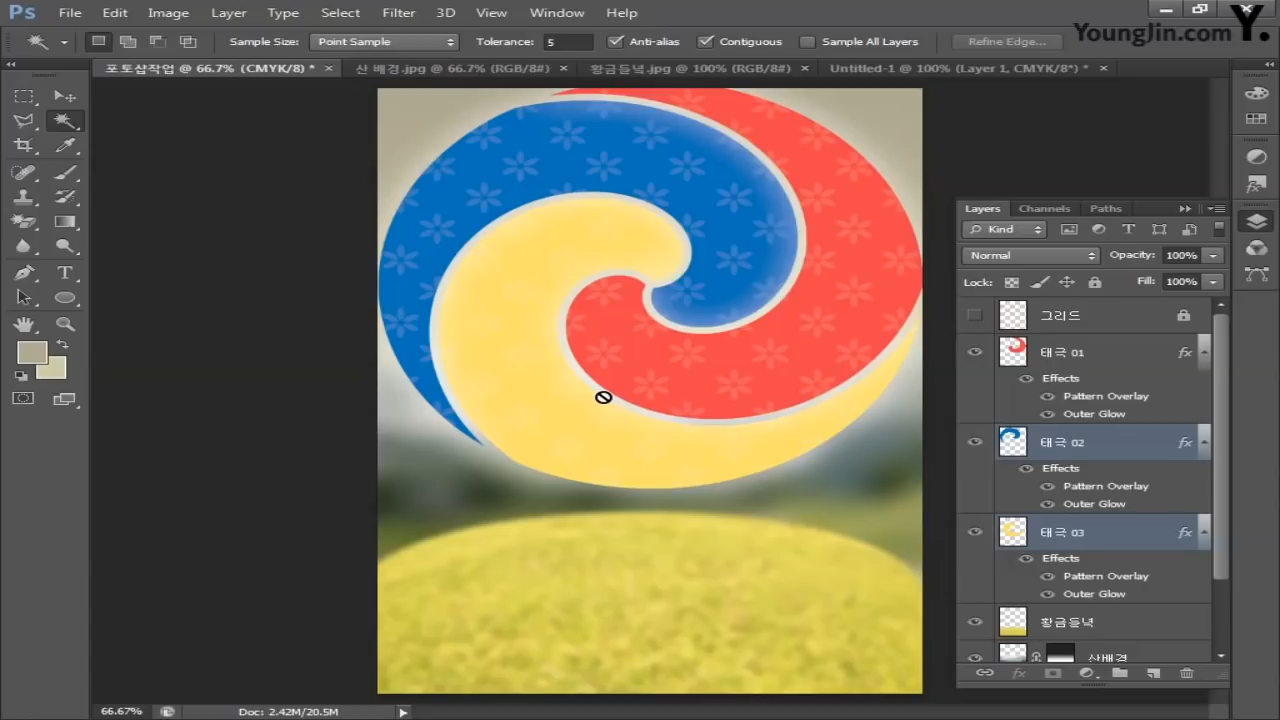 Ps File Edit Image Layer Type Select Filter 3D View Window Help
YoungJin.com Y.
Sample Size: Point Sample Tolerance: 5 Anti-alias Contiguous Sample All Layers Refine Edge...
포토샵작업 @ 66.7% (CMYK/8) * × 산 배경.jpg @ 66.7% (RGB/8#) × 황금들녘.jpg @ 100% (RGB/8#) × Untitled-1 @ 100% (Layer 1, CMYK/8*) * ×
Layers Channels Paths
Kind
Normal Opacity: 100%
Lock: Fill: 100%
그리드
태극 01 fx
Effects
Pattern Overlay
Outer Glow
태극 02 fx
Effects
Pattern Overlay
Outer Glow
태극 03 fx
Effects
Pattern Overlay
Outer Glow
황금들녘
산배경
66.67% Doc: 2.42M/20.5M